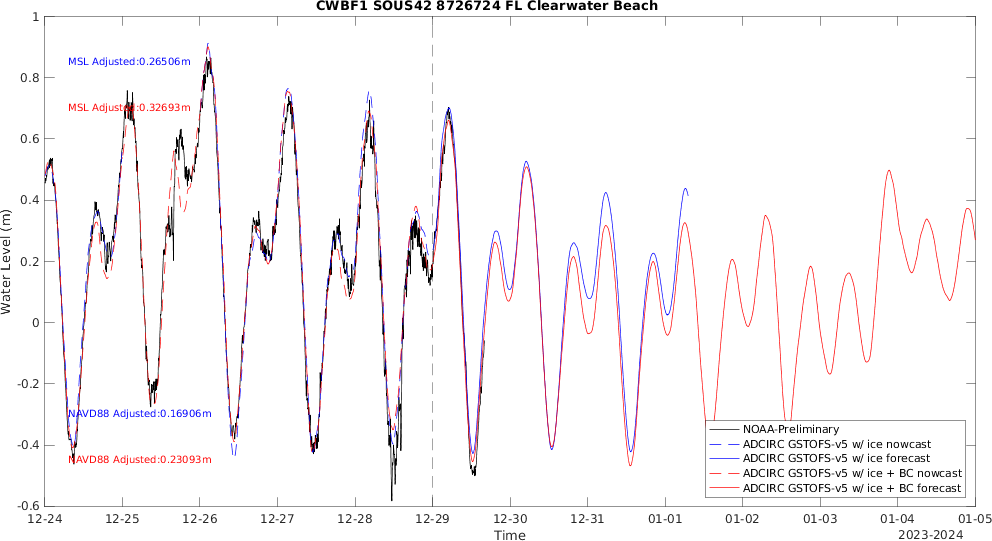 CWBF1 SOUS42 8726724 FL Clearwater Beach
Water Level (m)
1
0.8
0.6
0.4
0.2
0
-0.2
-0.4
-0.6
MSL Adjusted:0.26506m
MSL Adjusted:0.32693m
NAVD88 Adjusted:0.16906m
NAVD88 Adjusted:0.23093m
NOAA-Preliminary
ADCIRC GSTOFS-v5 w/ ice nowcast
ADCIRC GSTOFS-v5 w/ ice forecast
ADCIRC GSTOFS-v5 w/ ice + BC nowcast
ADCIRC GSTOFS-v5 w/ ice + BC forecast
12-24 12-25 12-26 12-27 12-28 12-29 12-30 12-31 01-01 01-02 01-03 01-04 01-05
Time
2023-2024